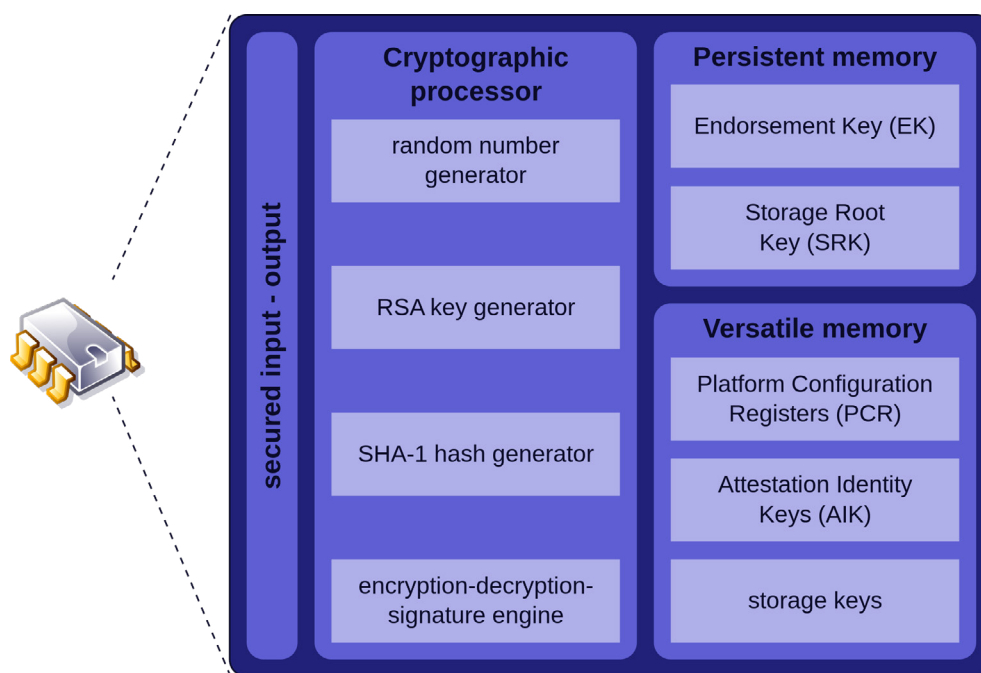 secured input - output
Cryptographic
processor
random number
generator
RSA key generator
SHA-1 hash generator
encryption-decryption-
signature engine
Persistent memory
Endorsement Key (EK)
Storage Root
Key (SRK)
Versatile memory
Platform Configuration
Registers (PCR)
Attestation Identity
Keys (AIK)
storage keys